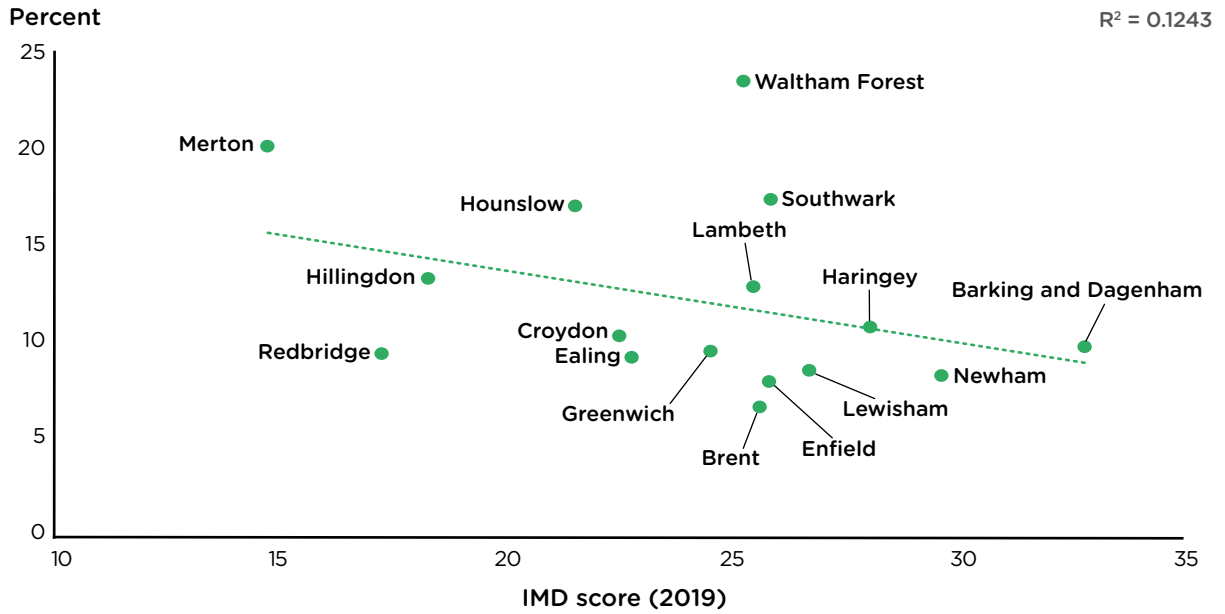 Percent
R² = 0.1243
25
Waltham Forest
20
Merton
Hounslow
Southwark
15
Lambeth
Hillingdon
Haringey
Barking and Dagenham
10
Croydon
Redbridge
Ealing
Newham
Greenwich
Lewisham
5
Brent
Enfield
0
10
15
20
25
30
35
IMD score (2019)